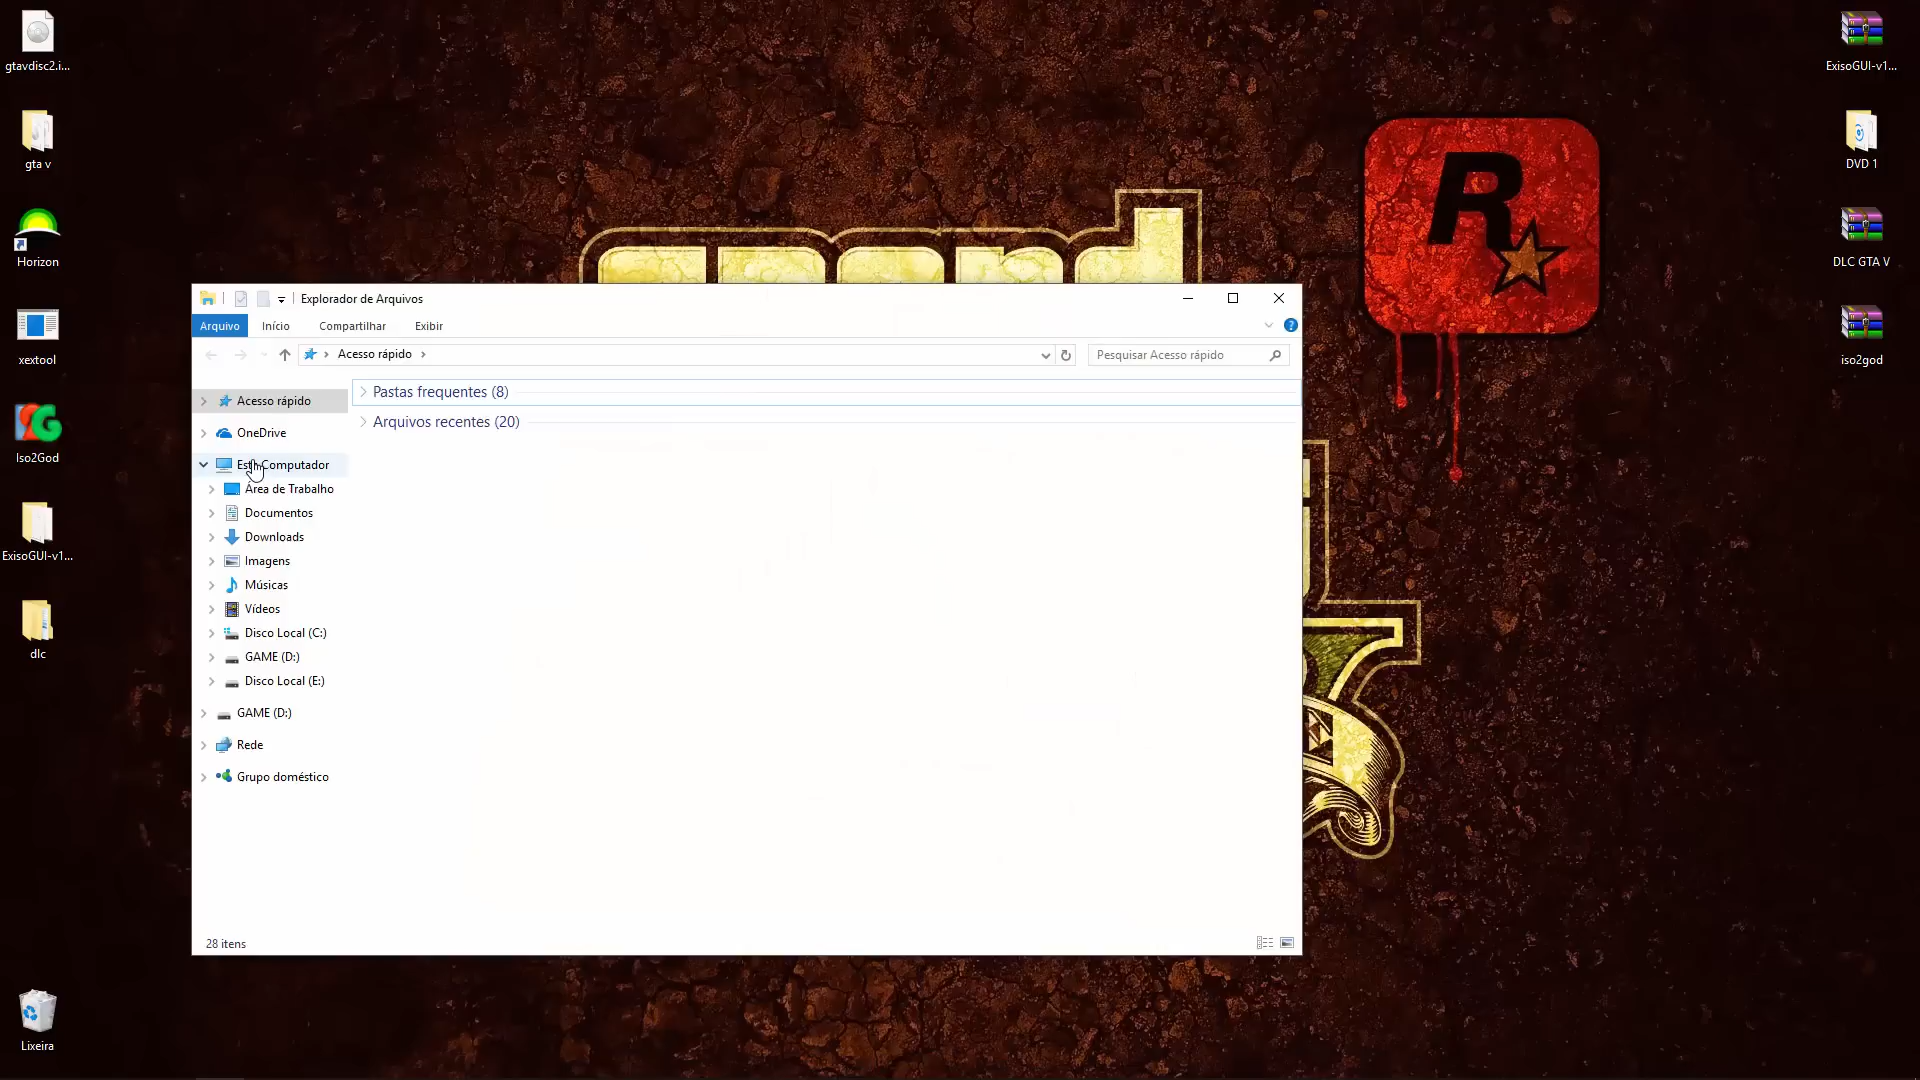 gtavdisc2.i...
gta v
Horizon
xextool
Iso2God
ExisoGUI-v1...
dlc
Lixeira
ExisoGUI-v1...
DVD 1
DLC GTA V
iso2god
R
Explorador de Arquivos
Arquivo Início Compartilhar Exibir
Acesso rápido
Pesquisar Acesso rápido
Acesso rápido
OneDrive
Este Computador
Área de Trabalho
Documentos
Downloads
Imagens
Músicas
Vídeos
Disco Local (C:)
GAME (D:)
Disco Local (E:)
GAME (D:)
Rede
Grupo doméstico
Pastas frequentes (8)
Arquivos recentes (20)
28 itens